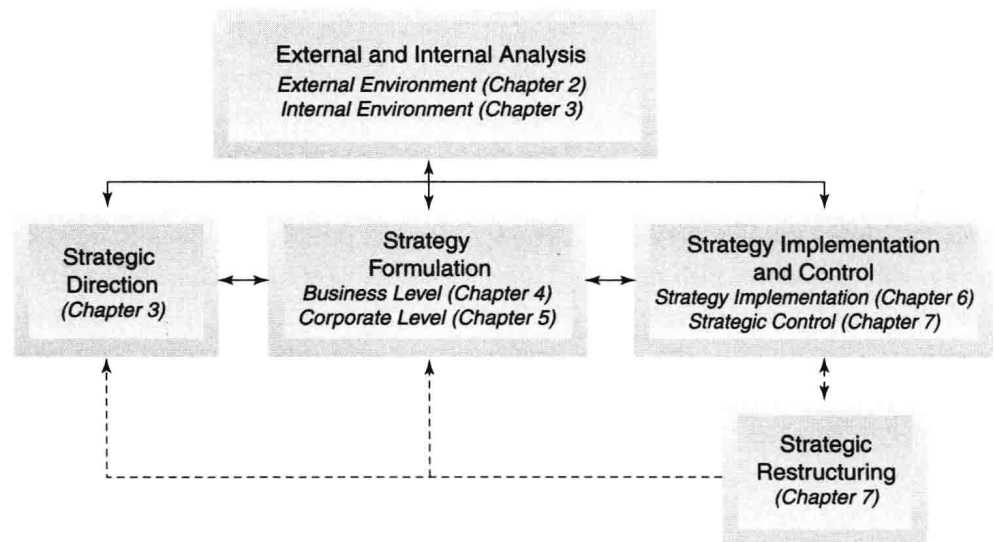 External and Internal Analysis
External Environment (Chapter 2)
Internal Environment (Chapter 3)
Strategic
Direction
(Chapter 3)
Strategy
Formulation
Business Level (Chapter 4)
Corporate Level (Chapter 5)
Strategy Implementation
and Control
Strategy Implementation (Chapter 6)
Strategic Control (Chapter 7)
Strategic
Restructuring
(Chapter 7)